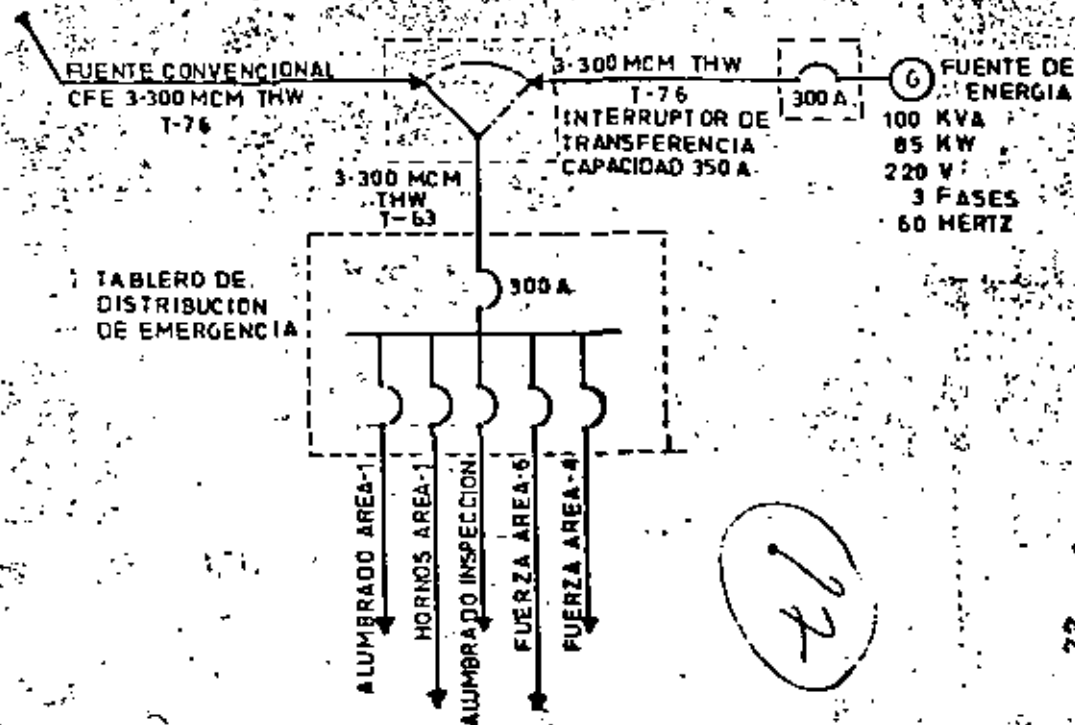 FUENTE CONVENCIONAL
CFE 3-300 MCM THW
T-76
3-300 MCM THW
T-76
INTERRUPTOR DE
TRANSFERENCIA
CAPACIDAD 350 A.
300 A.
G
FUENTE DE
ENERGIA
100 KVA
85 KW
220 V
3 FASES
60 HERTZ
3-300 MCM
THW
T-63
TABLERO DE
DISTRIBUCION
DE EMERGENCIA
300 A.
ALUMBRADO AREA-1
HORNOS AREA-1
ALUMBRADO INSPECCION
FUERZA AREA-6
FUERZA AREA-4